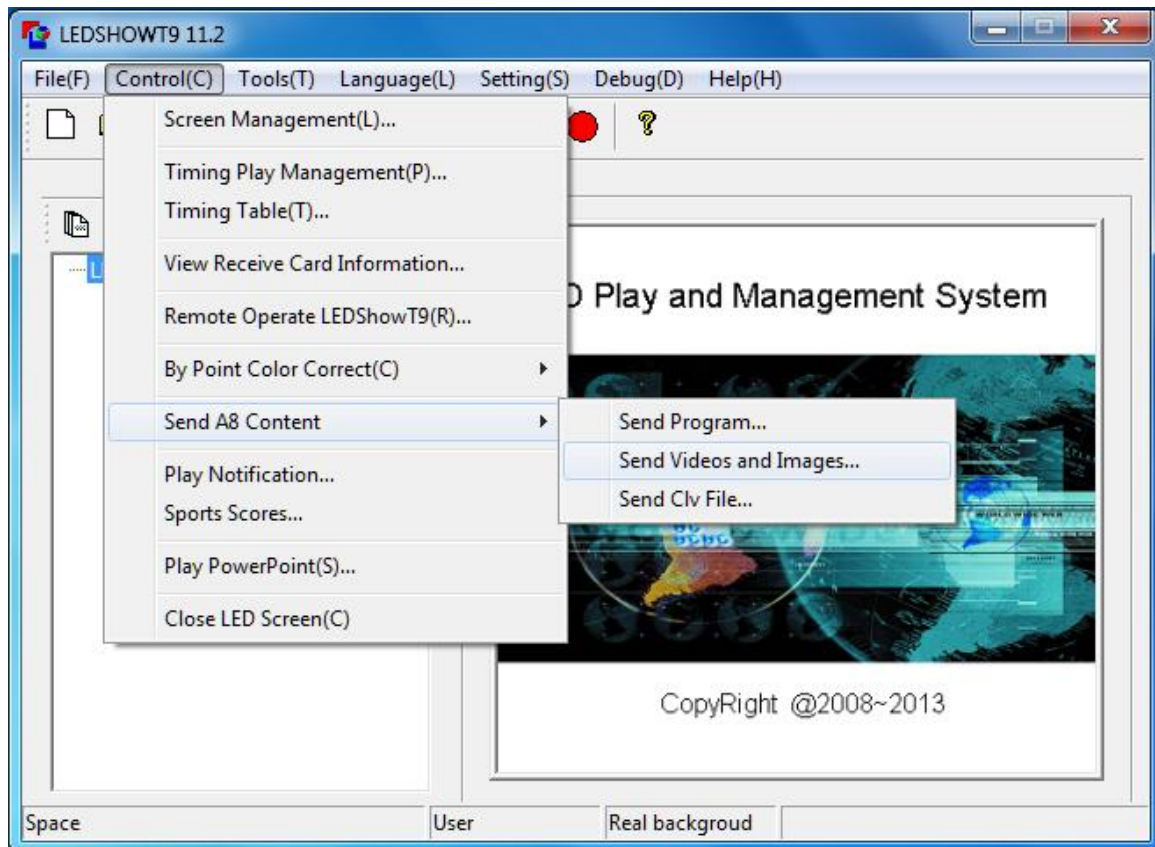 LEDSHOWT9 11.2
File(F) Control(C) Tools(T) Language(L) Setting(S) Debug(D) Help(H)
Screen Management(L)...
Timing Play Management(P)...
Timing Table(T)...
View Receive Card Information...
Remote Operate LEDShowT9(R)...
By Point Color Correct(C)
Send A8 Content
Play Notification...
Sports Scores...
Play PowerPoint(S)...
Close LED Screen(C)
Send Program...
Send Videos and Images...
Send Clv File...
D Play and Management System
WORLD WIDE WEB
CopyRight @2008~2013
Space User Real backgroud